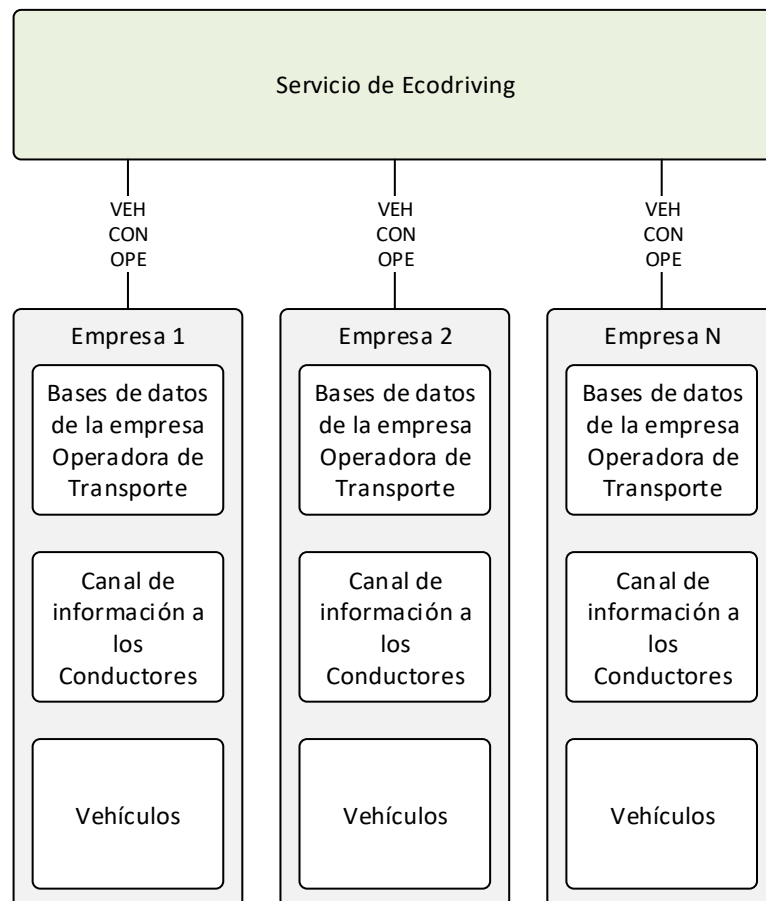 Servicio de Ecodriving
VEH
CON
OPE
VEH
CON
OPE
VEH
CON
OPE
Empresa 1
Bases de datos
de la empresa
Operadora de
Transporte
Canal de
información a
los
Conductores
Vehículos
Empresa 2
Bases de datos
de la empresa
Operadora de
Transporte
Canal de
información a
los
Conductores
Vehículos
Empresa N
Bases de datos
de la empresa
Operadora de
Transporte
Canal de
información a
los
Conductores
Vehículos